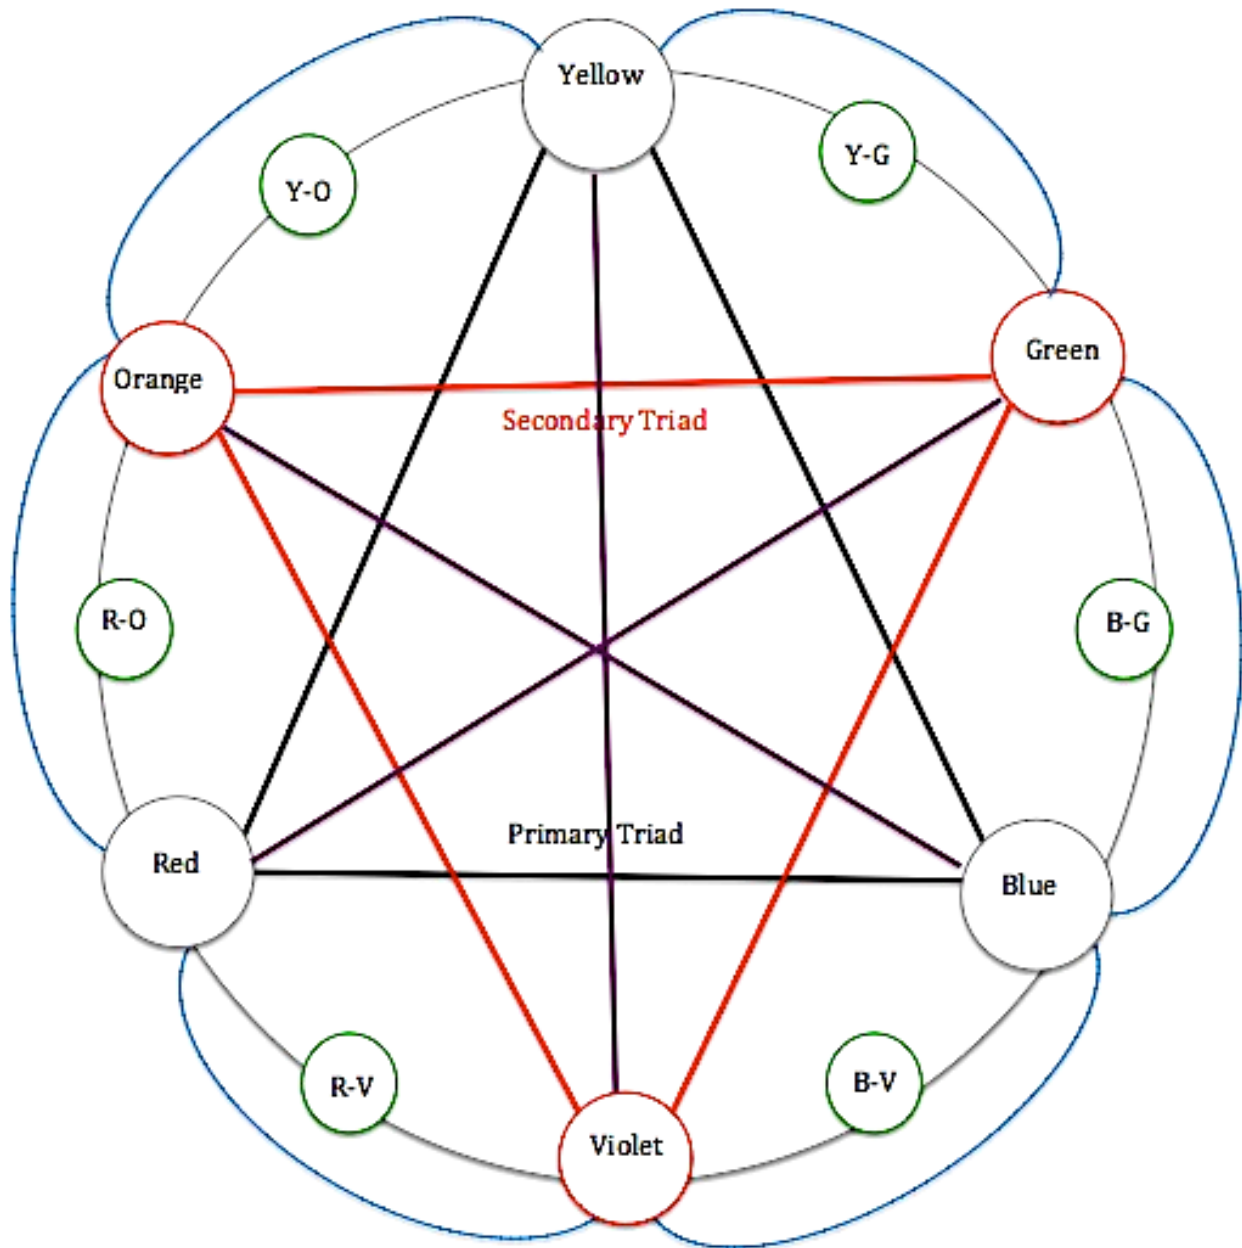 Yellow
Y-G
Y-O
Green
Orange
Secondary Triad
R-O
B-G
Primary Triad
Red
Blue
R-V
B-V
Violet